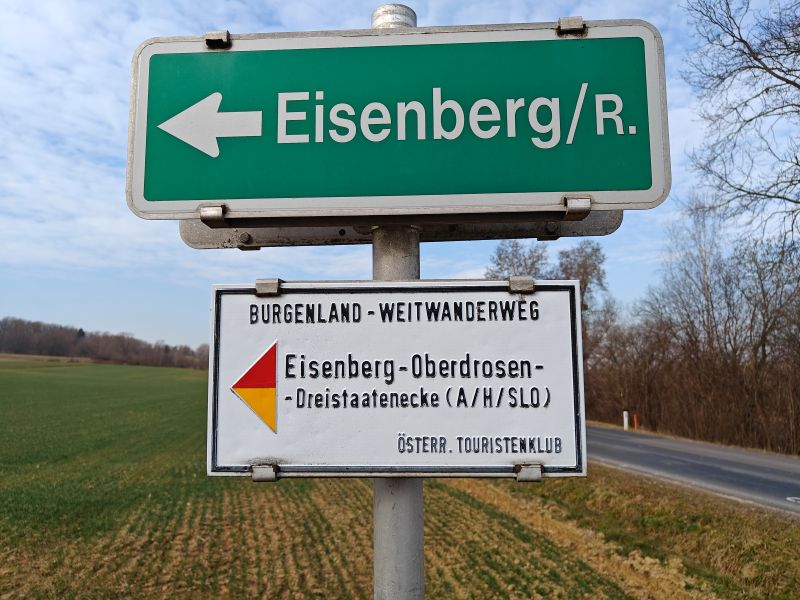 Eisenberg/R.
BURGENLAND-WEITWANDERWEG
Eisenberg-Oberdrosen-
-Dreistaatenecke (A/H/SLO)
ÖSTERR. TOURISTENKLUB